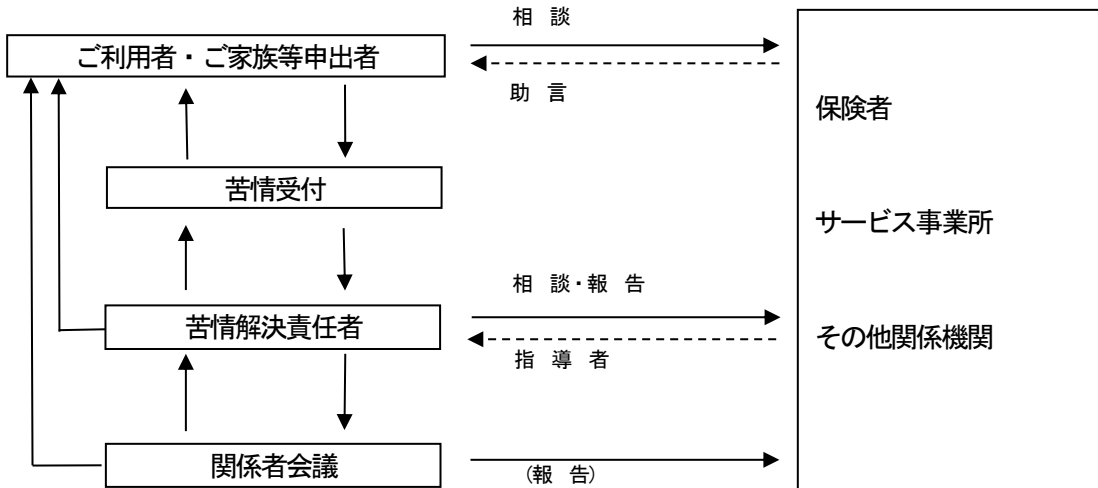 相 談
ご利用者・ご家族等申出者
助 言
保険者
苦情受付
サービス事業所
相 談・報 告
苦情解決責任者
その他関係機関
指 導 者
関係者会議
(報 告)